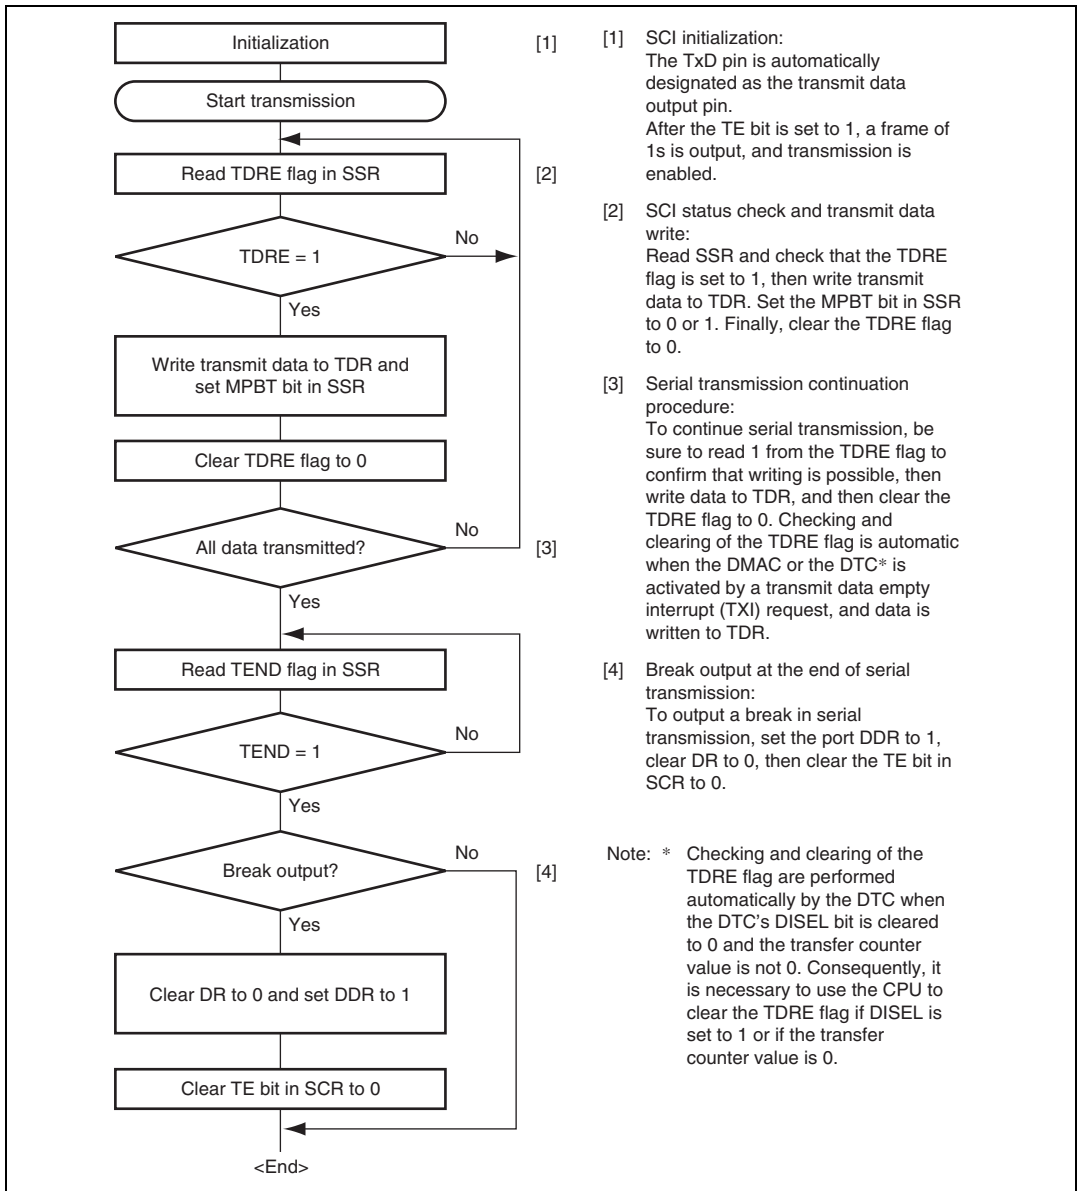 Initialization
[1]
Start transmission
Read TDRE flag in SSR
[2]
TDRE = 1
No
Yes
Write transmit data to TDR and
set MPBT bit in SSR
Clear TDRE flag to 0
All data transmitted?
No
[3]
Yes
Read TEND flag in SSR
TEND = 1
No
Yes
Break output?
No
[4]
Yes
Clear DR to 0 and set DDR to 1
Clear TE bit in SCR to 0
<End>
[1] SCI initialization:
The TxD pin is automatically
designated as the transmit data
output pin.
After the TE bit is set to 1, a frame of
1s is output, and transmission is
enabled.
[2] SCI status check and transmit data
write:
Read SSR and check that the TDRE
flag is set to 1, then write transmit
data to TDR. Set the MPBT bit in SSR
to 0 or 1. Finally, clear the TDRE flag
to 0.
[3] Serial transmission continuation
procedure:
To continue serial transmission, be
sure to read 1 from the TDRE flag to
confirm that writing is possible, then
write data to TDR, and then clear the
TDRE flag to 0. Checking and
clearing of the TDRE flag is automatic
when the DMAC or the DTC* is
activated by a transmit data empty
interrupt (TXI) request, and data is
written to TDR.
[4] Break output at the end of serial
transmission:
To output a break in serial
transmission, set the port DDR to 1,
clear DR to 0, then clear the TE bit in
SCR to 0.
Note: * Checking and clearing of the
TDRE flag are performed
automatically by the DTC when
the DTC's DISEL bit is cleared
to 0 and the transfer counter
value is not 0. Consequently, it
is necessary to use the CPU to
clear the TDRE flag if DISEL is
set to 1 or if the transfer
counter value is 0.